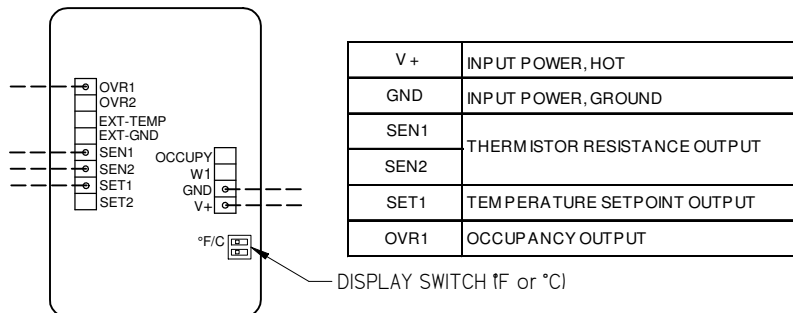 OVR1
OVR2
EXT-TEMP
EXT-GND
SEN1
SEN2
SET1
SET2
OCCUPY
W1
GND
V+
°F/C
DISPLAY SWITCH °F or °C)
V + INPUT POWER, HOT
GND INPUT POWER, GROUND
SEN1
THERMISTOR RESISTANCE OUTPUT
SEN2
SET1 TEMPERATURE SETPOINT OUTPUT
OVR1 OCCUPANCY OUTPUT